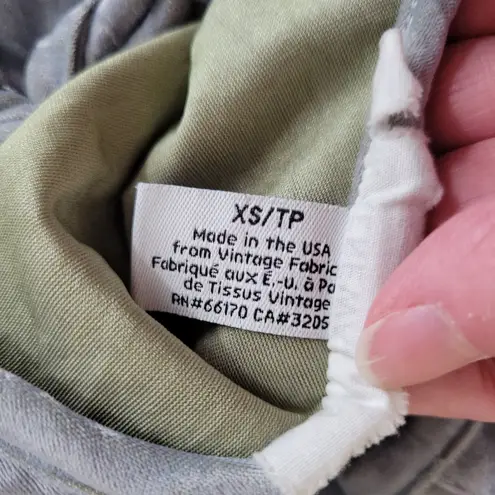 XS/TP
Made in the USA
from Vintage Fabric
Fabriqué aux É.-U. à Pa
de Tissus Vintage
RN#66170 CA#3205